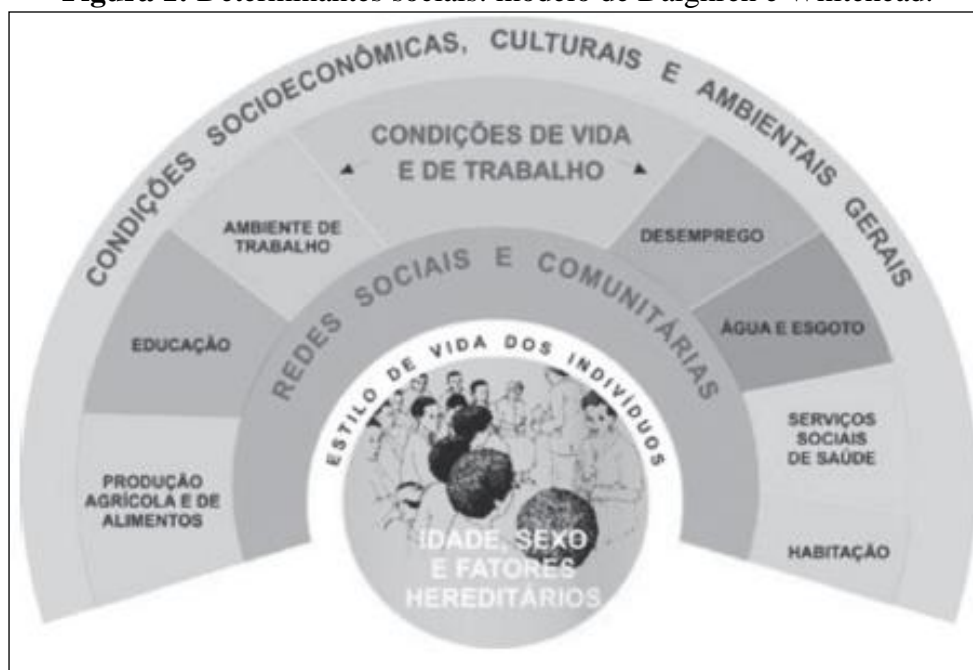 Figura 1: Determinantes sociais: modelo de Dalghren e Whitehead.
CONDIÇÕES SOCIOECONÔMICAS, CULTURAIS E AMBIENTAIS GERAIS
CONDIÇÕES DE VIDA
E DE TRABALHO
AMBIENTE DE
TRABALHO
DESEMPREGO
REDES SOCIAIS E COMUNITÁRIAS
EDUCAÇÃO
ÁGUA E ESGOTO
ESTILO DE VIDA DOS INDIVÍDUOS
PRODUÇÃO
AGRÍCOLA E DE
ALIMENTOS
SERVIÇOS
SOCIAIS
DE SAÚDE
HABITAÇÃO
IDADE, SEXO
E FATORES
HEREDITÁRIOS